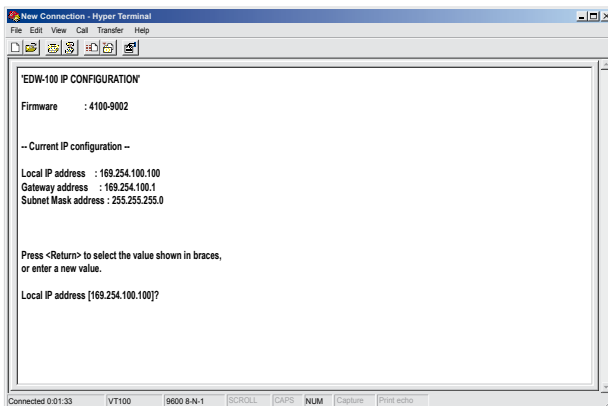 New Connection - Hyper Terminal
File Edit View Call Transfer Help
'EDW-100 IP CONFIGURATION'
Firmware : 4100-9002
-- Current IP configuration --
Local IP address : 169.254.100.100
Gateway address : 169.254.100.1
Subnet Mask address : 255.255.255.0
Press <Return> to select the value shown in braces,
or enter a new value.
Local IP address [169.254.100.100]?
Connected 0:01:33 VT100 9600 8-N-1 SCROLL CAPS NUM Capture Print echo